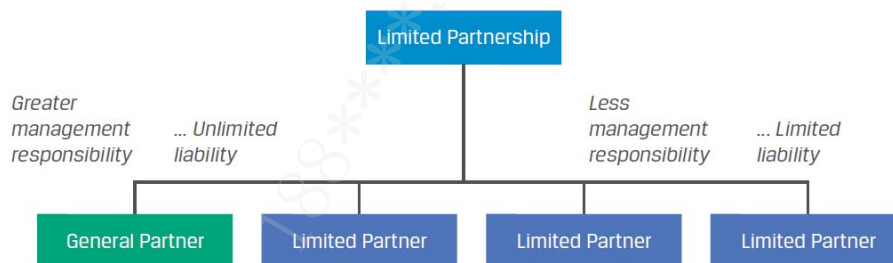 Limited Partnership
Greater
management
responsibility
... Unlimited
liability
Less
management
responsibility
... Limited
liability
General Partner
Limited Partner
Limited Partner
Limited Partner